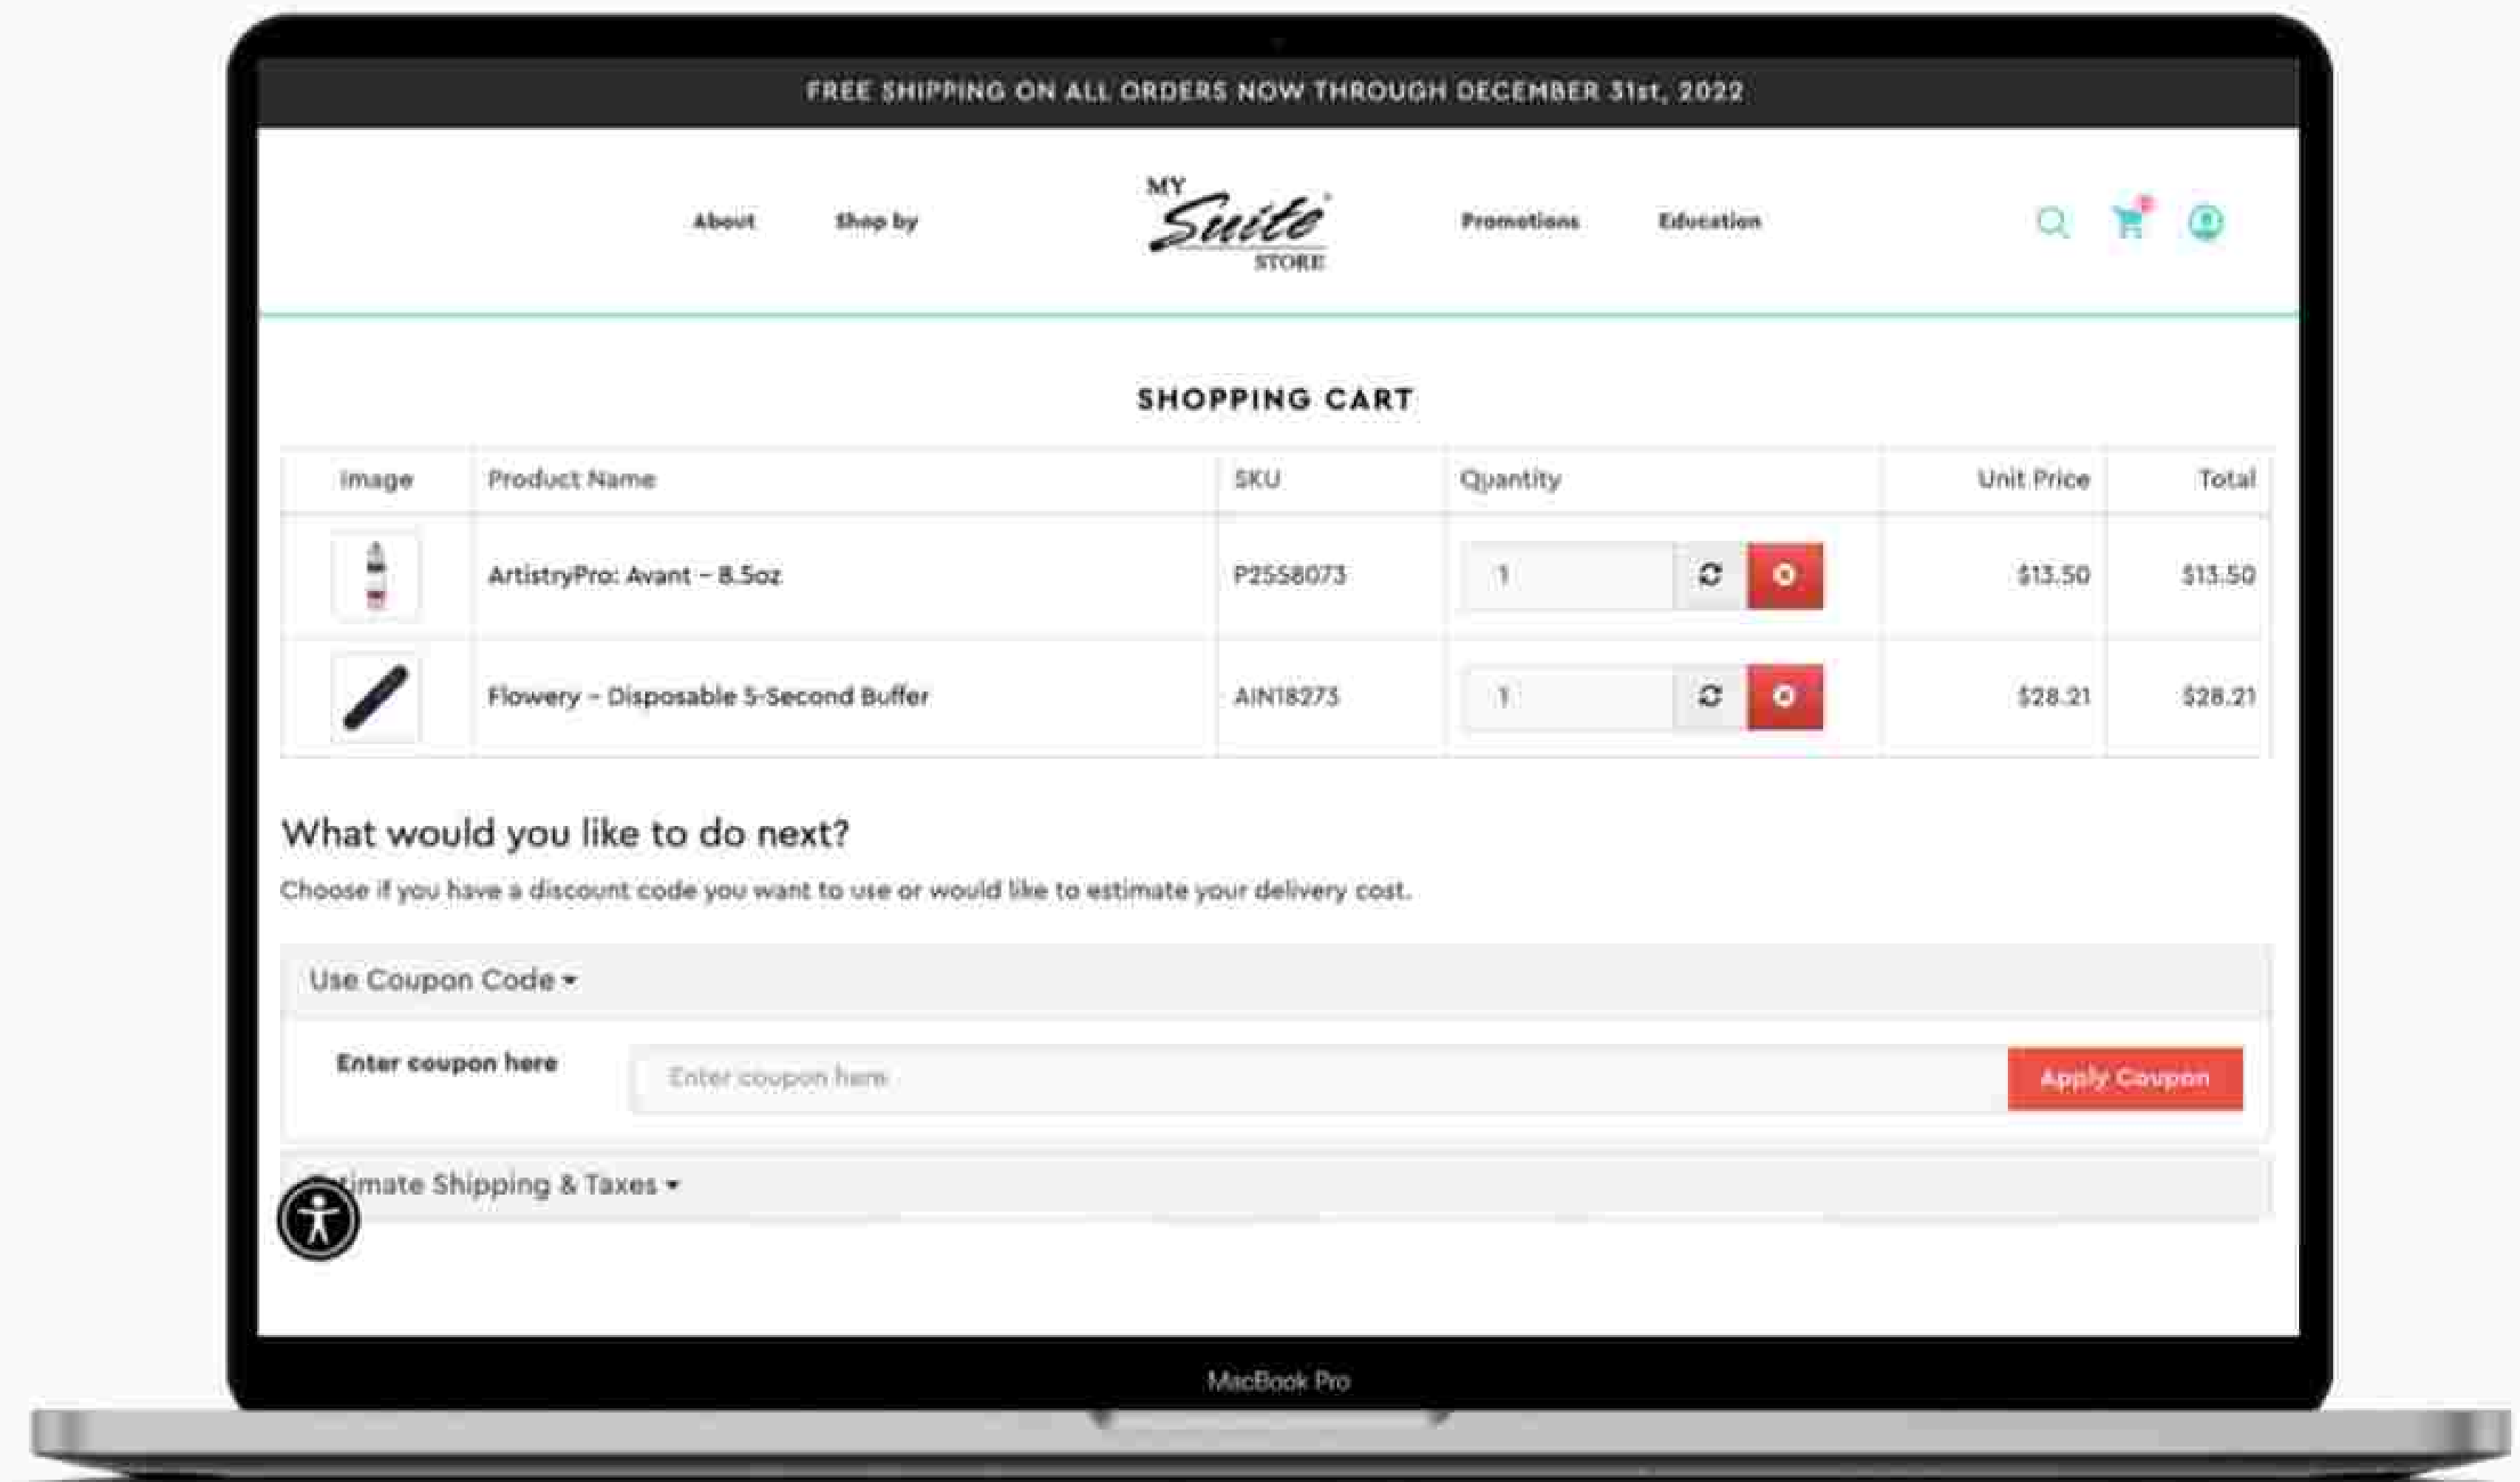 FREE SHIPPING ON ALL ORDERS NOW THROUGH DECEMBER 31st, 2022
About Shop by MY Suite STORE Promotions Education
SHOPPING CART
Image Product Name SKU Quantity Unit Price Total
ArtistryPro: Avant – 8.5oz 1 $13.50 $13.50
Flowery – Disposable 5-Second Buffer AIN18273 1 $28.21 $28.21
What would you like to do next?
Choose if you have a discount code you want to use or would like to estimate your delivery cost.
Use Coupon Code
Enter coupon here Enter coupon here Apply Coupon
Shipping & Taxes
MacBook Pro